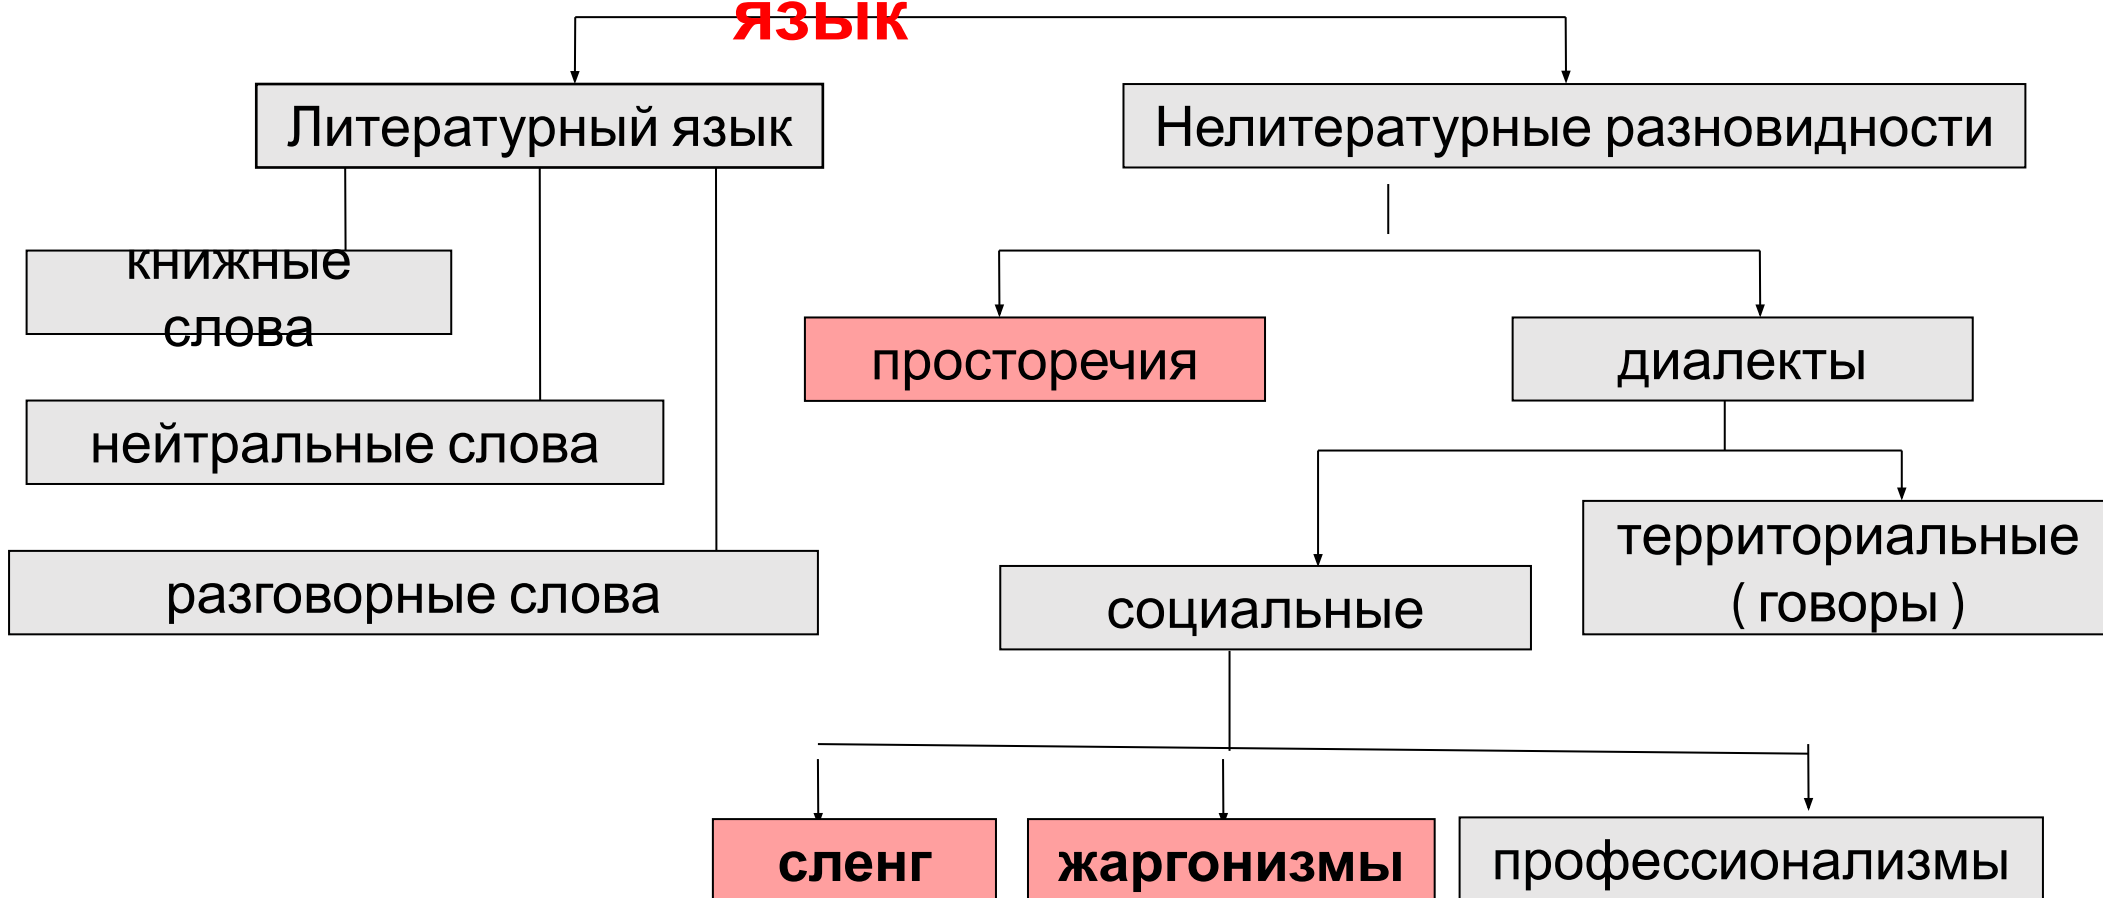 язык
Литературный язык
Нелитературные разновидности
книжные
слова
просторечия
диалекты
нейтральные слова
территориальные
( говоры )
разговорные слова
социальные
сленг
жаргонизмы
профессионализмы